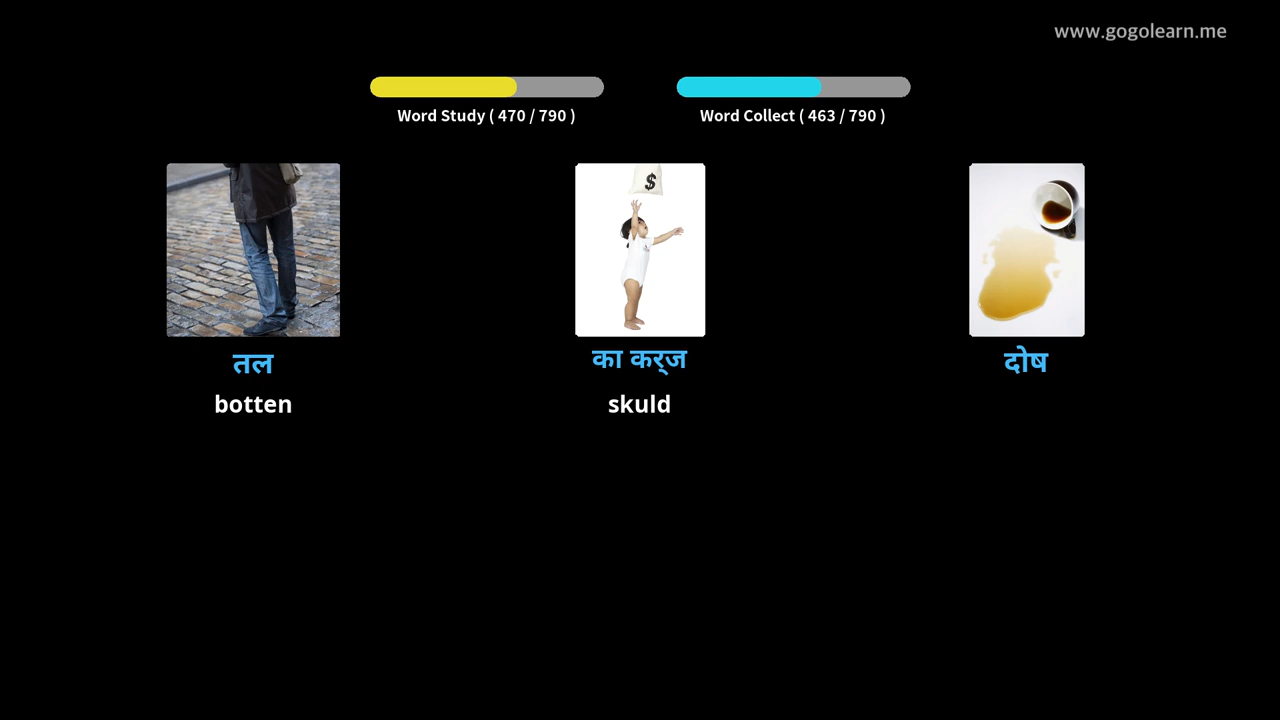 www.gogolearn.me
Word Study ( 470 / 790 )
Word Collect ( 463 / 790 )
$
तल
का कर्ज
दोष
botten
skuld